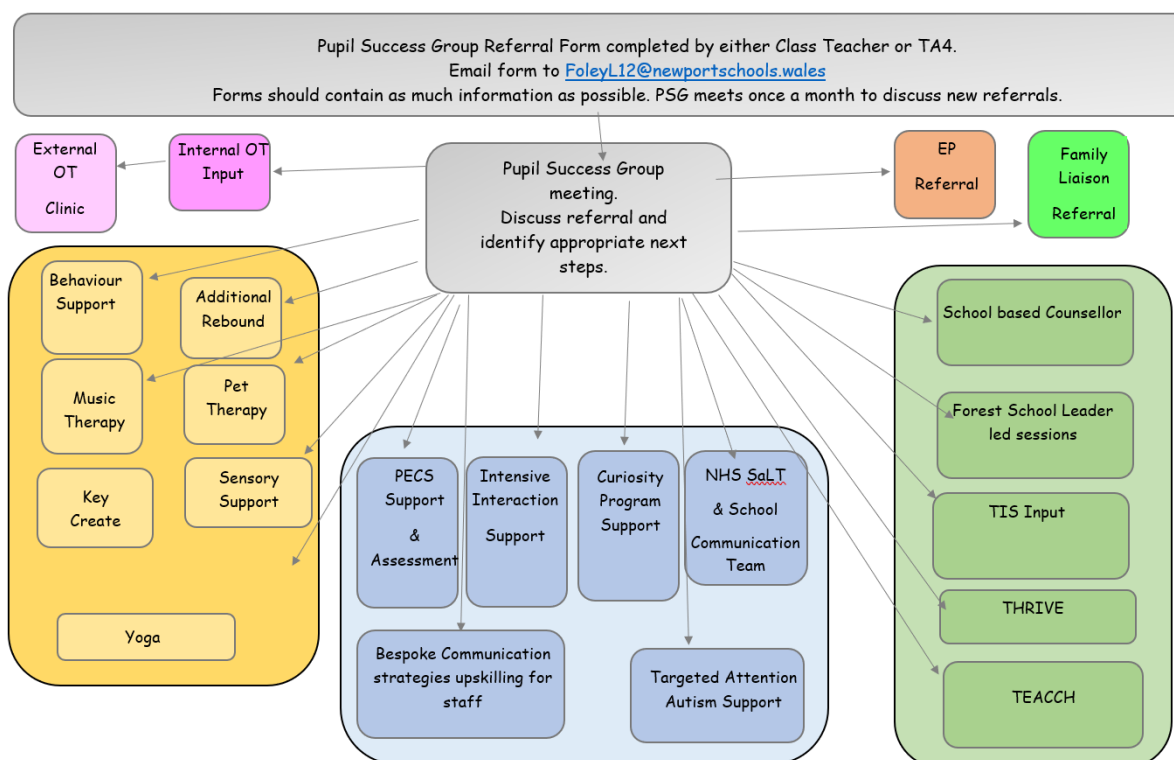 Pupil Success Group Referral Form completed by either Class Teacher or TA4.
Email form to FoleyL12@newportschools.wales
Forms should contain as much information as possible. PSG meets once a month to discuss new referrals.
External
OT
Clinic
Internal OT
Input
Pupil Success Group
meeting.
Discuss referral and
identify appropriate next
steps.
EP
Referral
Family
Liaison
Referral
Behaviour
Support
Additional
Rebound
Music
Therapy
Pet
Therapy
Key
Create
Sensory
Support
Yoga
PECS
Support
&
Assessment
Intensive
Interaction
Support
Curiosity
Program
Support
NHS SaLT
& School
Communication
Team
Bespoke Communication
strategies upskilling for
staff
Targeted Attention
Autism Support
School based Counsellor
Forest School Leader
led sessions
TIS Input
THRIVE
TEACCH